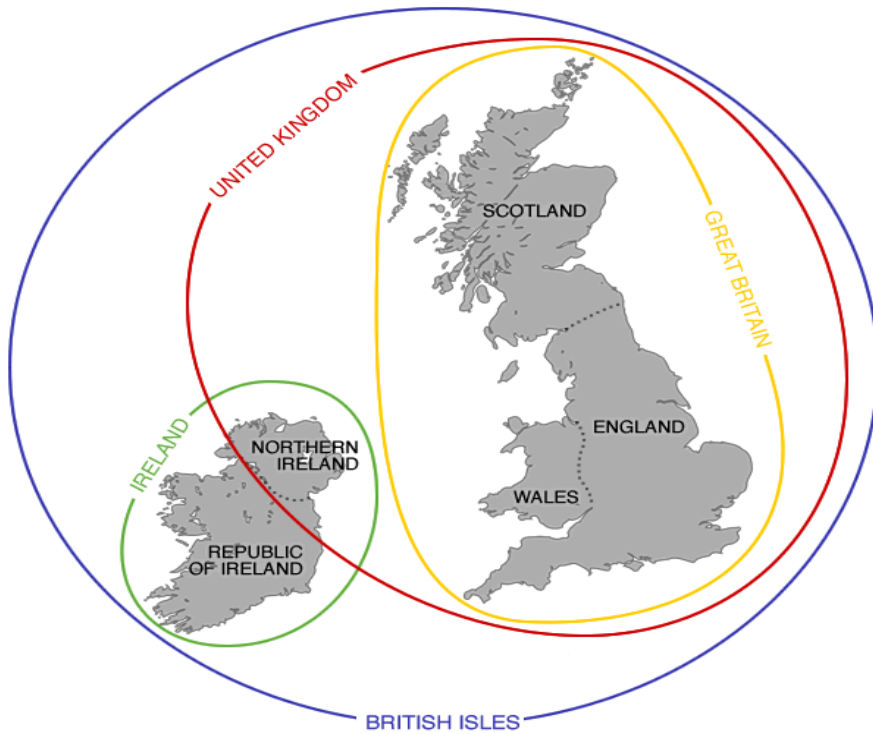 UNITED KINGDOM
SCOTLAND
GREAT BRITAIN
IRELAND
NORTHERN
IRELAND
ENGLAND
WALES
REPUBLIC
OF IRELAND
BRITISH ISLES